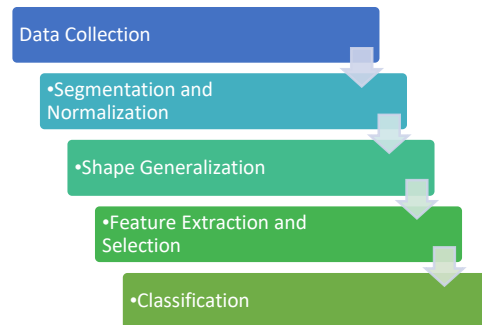 Data Collection
•Segmentation and
Normalization
•Shape Generalization
•Feature Extraction and
Selection
•Classification